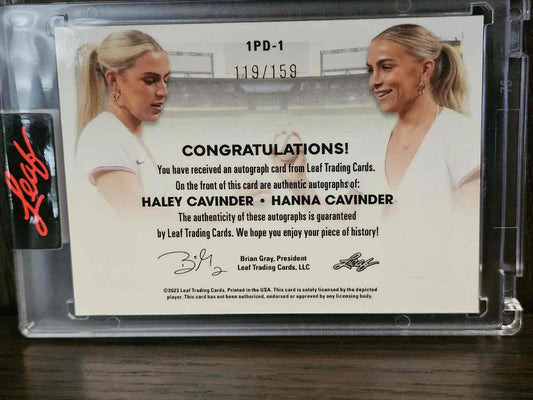 1PD-1
119/159
Leaf
CONGRATULATIONS!
You have received an autograph card from Leaf Trading Cards.
On the front of this card are authentic autographs of:
HALEY CAVINDER • HANNA CAVINDER
The authenticity of these autographs is guaranteed
by Leaf Trading Cards. We hope you enjoy your piece of history!
Brian Gray, President
Leaf Trading Cards, LLC
Leaf
©2023 Leaf Trading Cards. Printed in the USA. This card is solely licensed by the depicted
player. This card has not been authorized, endorsed or approved by any licensing body.